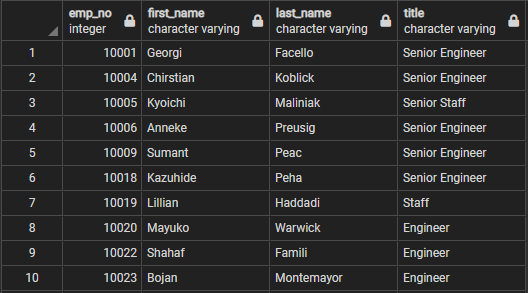 emp_no first_name last_name title
integer character varying character varying character varying
1 10001 Georgi Facello Senior Engineer
2 10004 Chirstian Koblick Senior Engineer
3 10005 Kyoichi Maliniak Senior Staff
4 10006 Anneke Preusig Senior Engineer
5 10009 Sumant Peac Senior Engineer
6 10018 Kazuhide Peha Senior Engineer
7 10019 Lillian Haddadi Staff
8 10020 Mayuko Warwick Engineer
9 10022 Shahaf Famili Engineer
10 10023 Bojan Montemayor Engineer